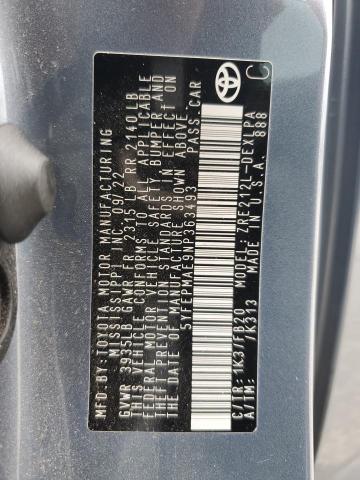 MFD.BY:TOYOTA MOTOR MANUFACTURING
MISSISSIPPI INC. 09/22
GVWR 3935LB GAWR FR 2315 LB RR 2140LB
THIS VEHICLE CONFORMS TO ALL APPLICABLE
FEDERAL MOTOR VEHICLE SAFETY BUMPER AND
THEFT PREVENTION STANDARDS IN EFFECT ON
THE DATE OF MANUFACTURE SHOWN ABOVE
5YFEPMAE9NP363493 PASS.CAR
C/TR: 1K3 /FB20 MODEL: ZRE212L-DEXLPA
A/TM: /K313 MADE IN U.S.A. 888
TOYOTA
C